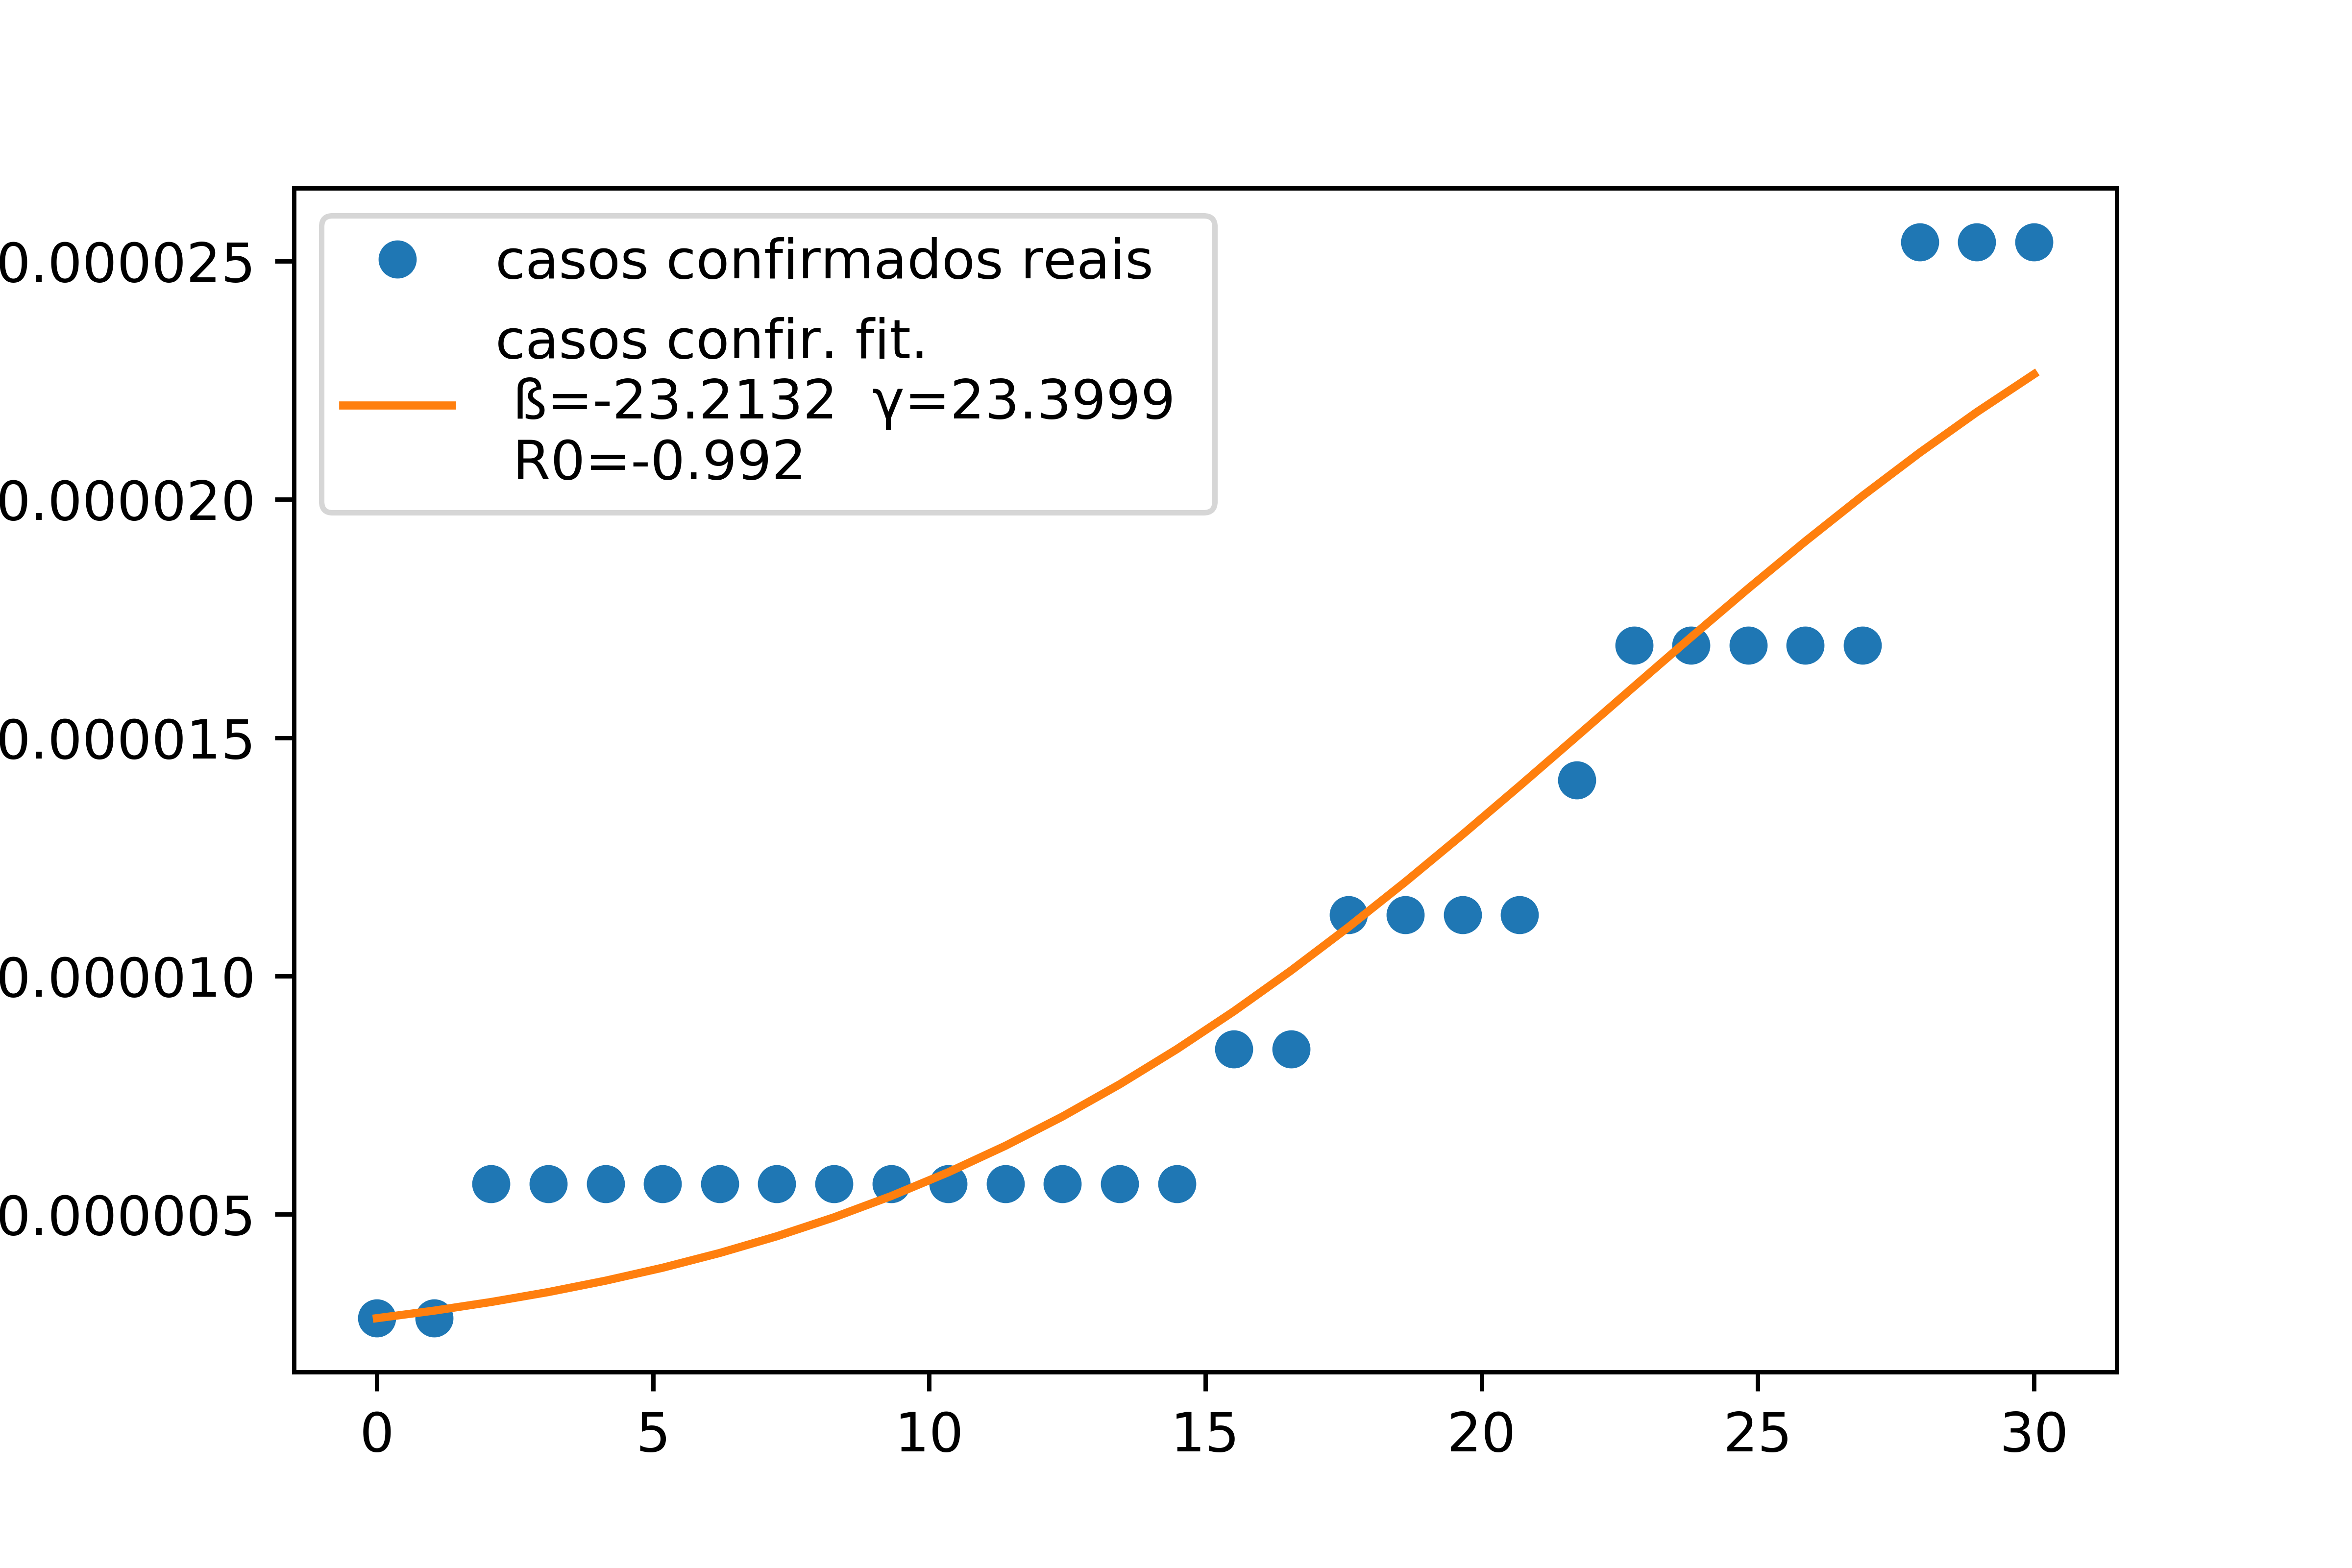 casos confirmados reais
casos confir. fit.
ß=-23.2132 γ=23.3999
R0=-0.992
0.000025
0.000020
0.000015
0.000010
0.000005
0 5 10 15 20 25 30